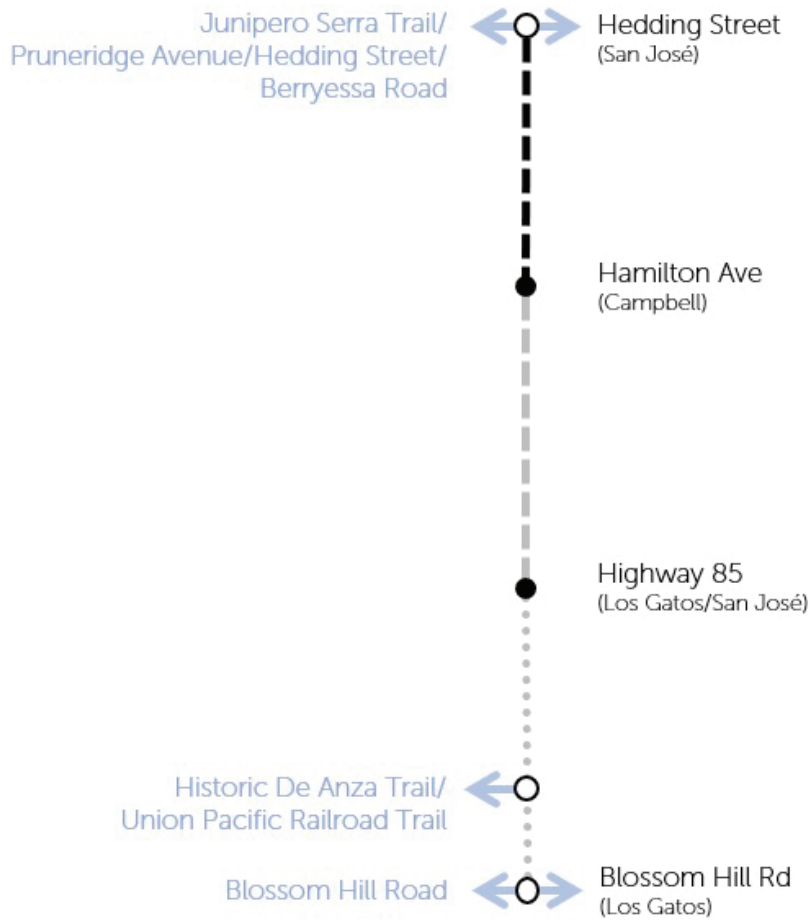 Junipero Serra Trail/
Pruneridge Avenue/Hedding Street/
Berryessa Road
Hedding Street
(San José)
Hamilton Ave
(Campbell)
Highway 85
(Los Gatos/San José)
Historic De Anza Trail/
Union Pacific Railroad Trail
Blossom Hill Road
Blossom Hill Rd
(Los Gatos)